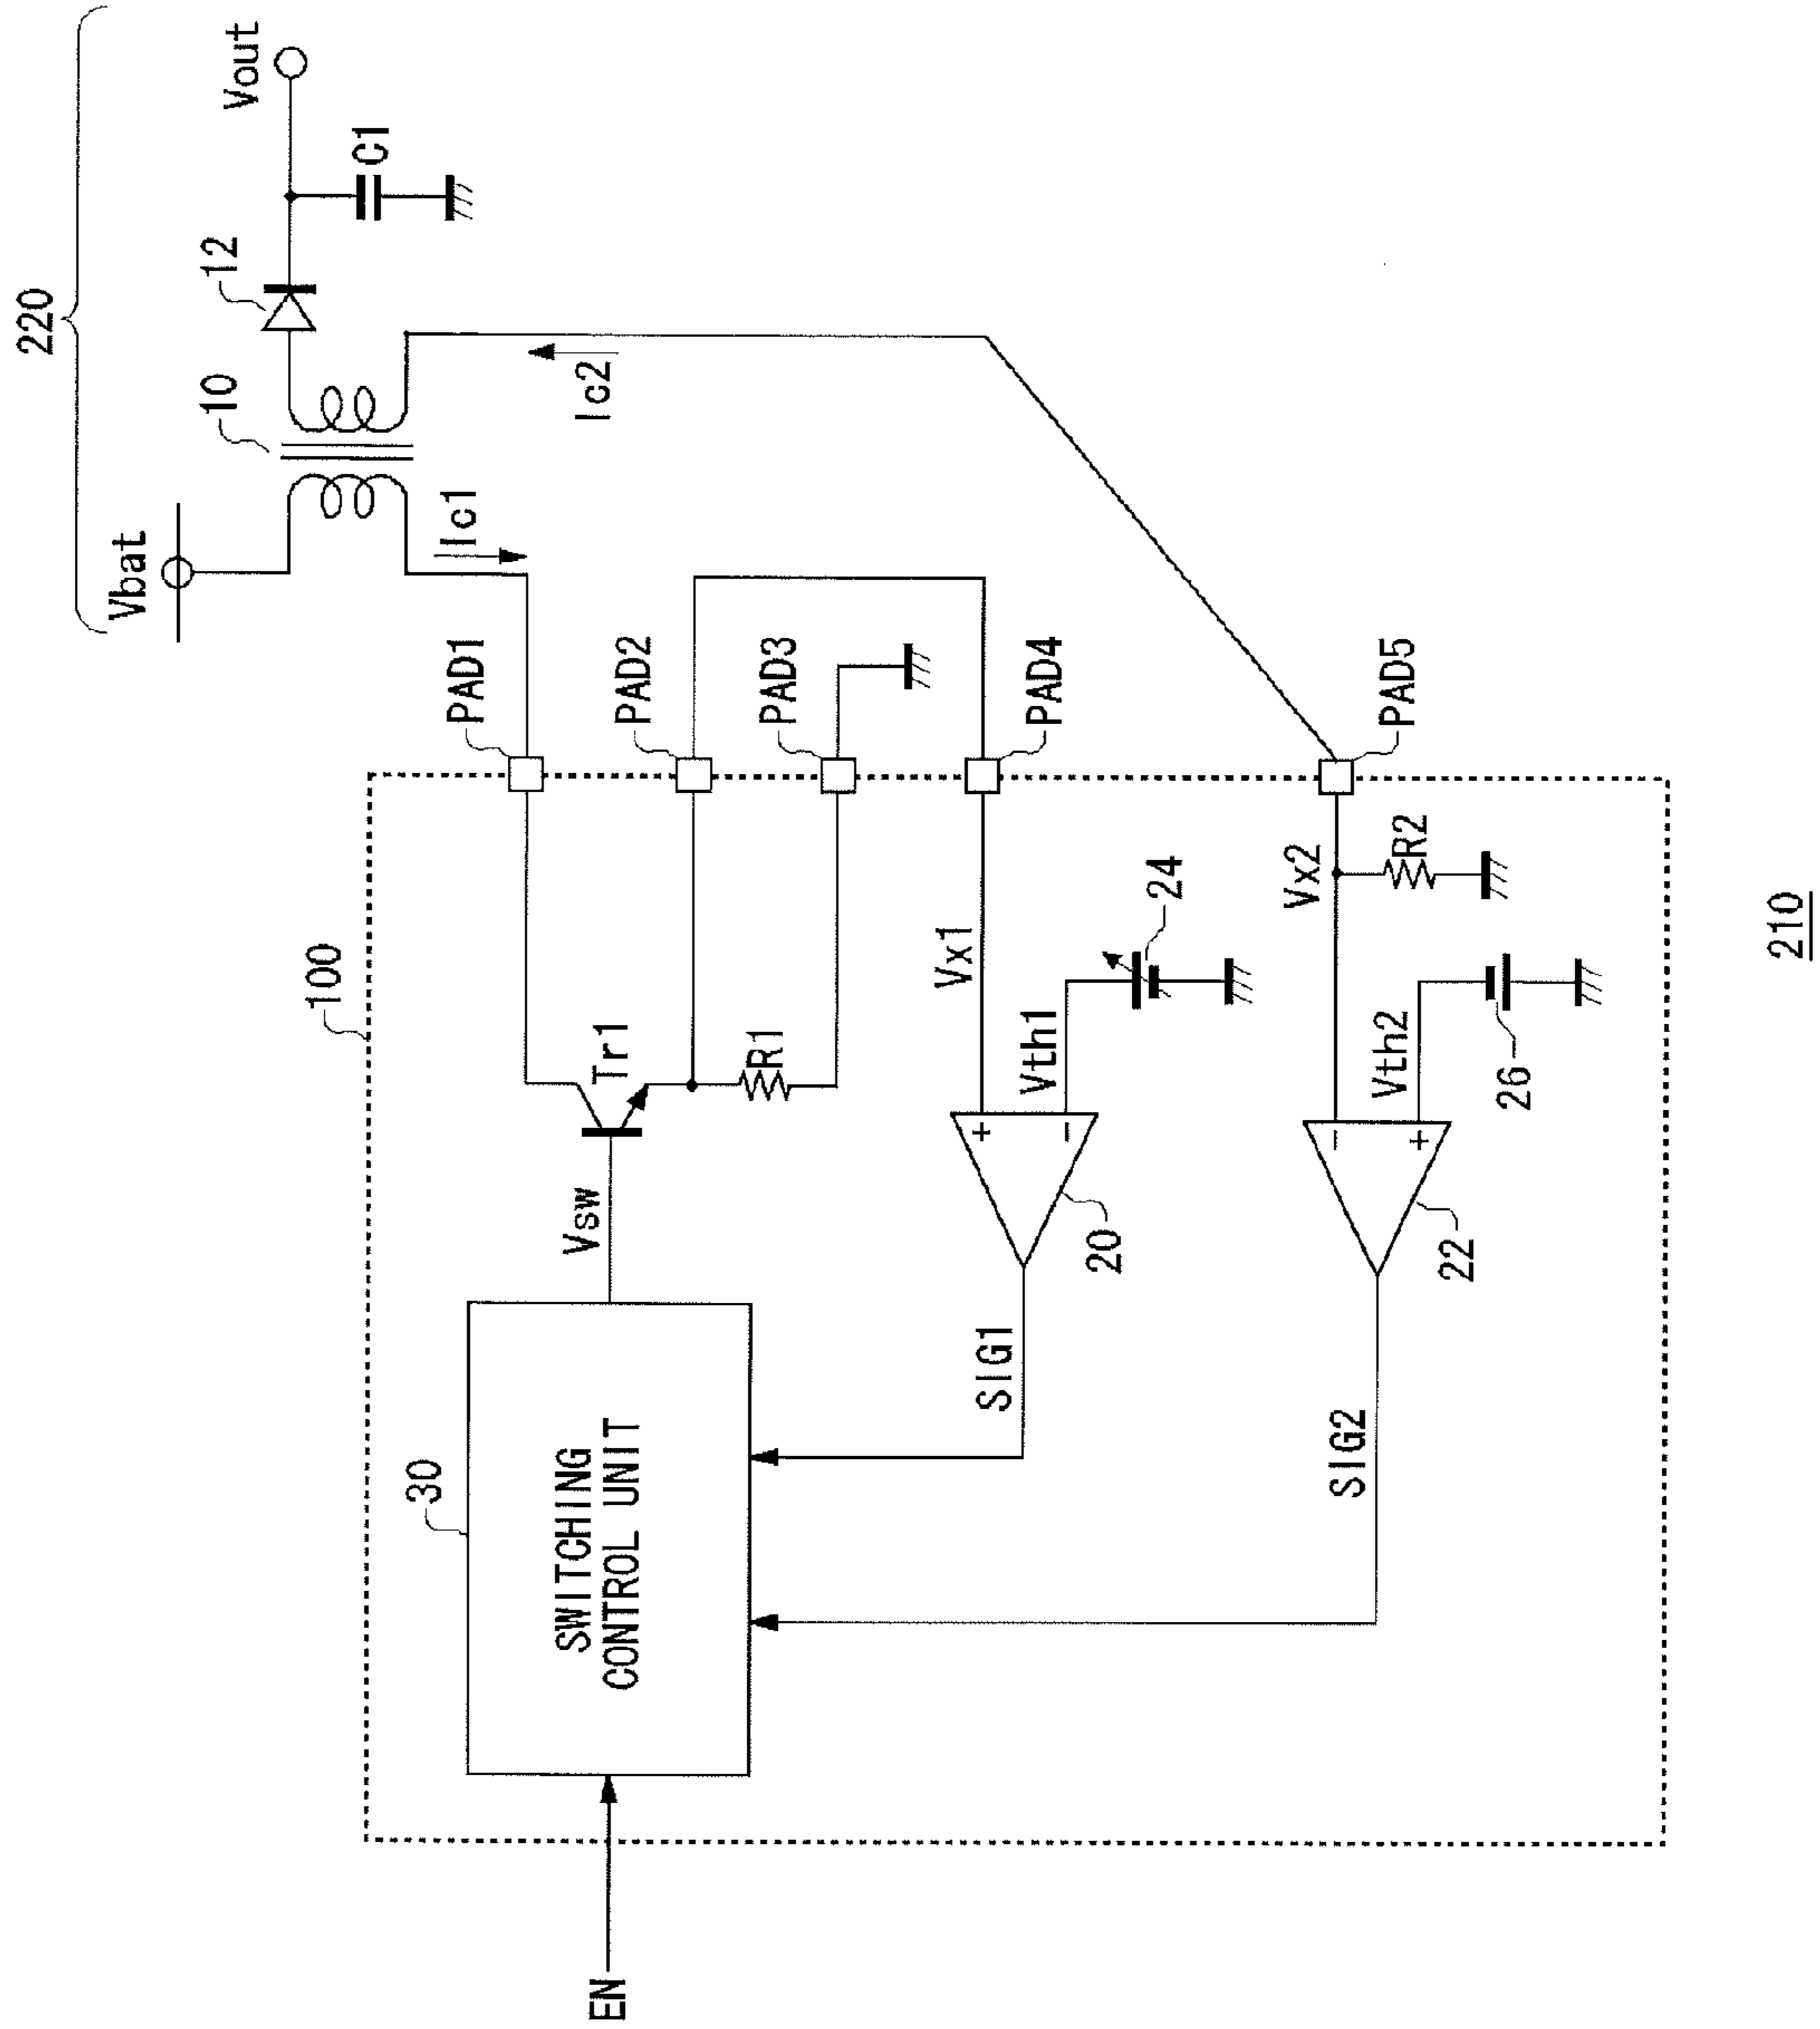 210
220
Vbat
10
12
Vout
C1
Ic1
Ic2
100
PAD1
PAD2
PAD3
PAD4
PAD5
EN
30
SWITCHING
CONTROL UNIT
Vsw
Tr1
R1
SIG1
20
+
-
Vx1
Vth1
24
SIG2
22
-
+
Vx2
Vth2
R2
26